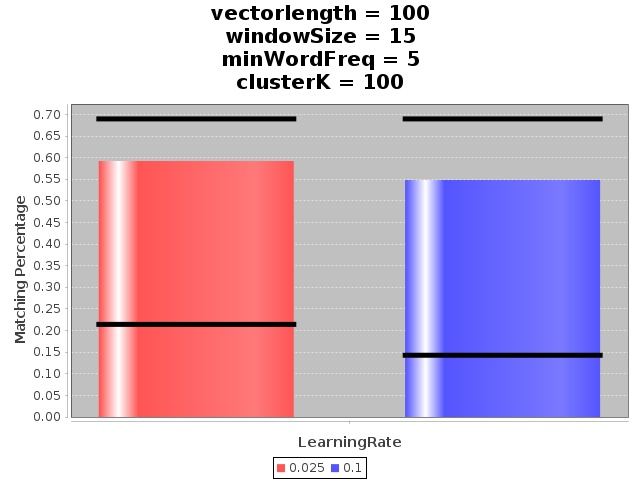 vectorlength = 100
windowSize = 15
minWordFreq = 5
clusterK = 100
0.70
0.65
0.60
0.55
0.50
0.45
0.40
0.35
0.30
0.25
0.20
0.15
0.10
0.05
0.00
Matching Percentage
LearningRate
0.025 0.1